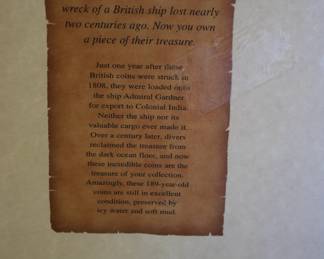 wreck of a British ship lost nearly
two centuries ago. Now you own
a piece of their treasure.
Just one year after these
British coins were struck in
1808, they were loaded onto
the ship Admiral Gardner
for export to Colonial India.
Neither the ship nor its
valuable cargo ever made it.
Over a century later, divers
reclaimed the treasure from
the dark ocean floor, and now
these incredible coins are the
treasure of your collection.
Amazingly, these 189-year-old
coins are still in excellent
condition, preserved by
icy water and soft mud.